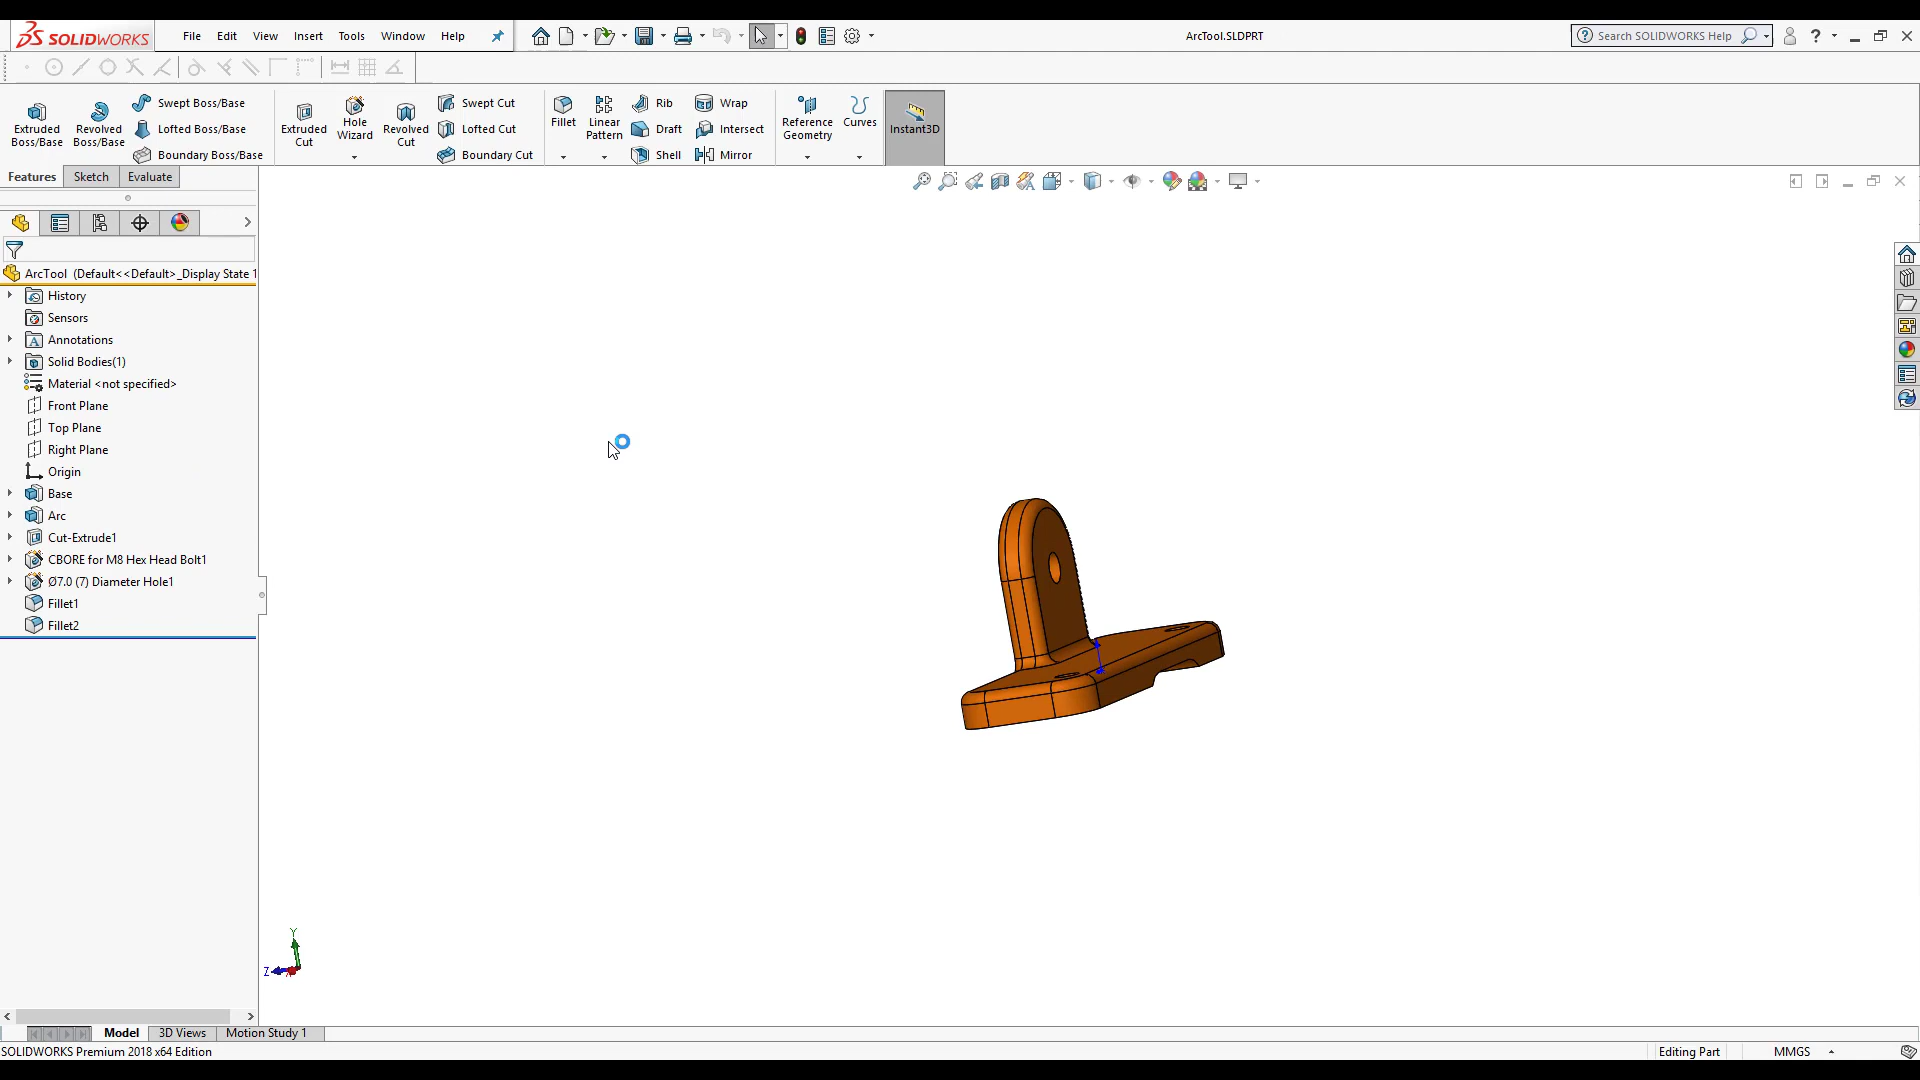 SOLIDWORKS File Edit View Insert Tools Window Help ArcTool.SLDPRT Search SOLIDWORKS Help ?
Extruded Boss/Base
Revolved Boss/Base
Swept Boss/Base
Lofted Boss/Base
Boundary Boss/Base
Extruded Cut
Hole Wizard
Revolved Cut
Swept Cut
Lofted Cut
Boundary Cut
Fillet
Linear Pattern
Rib
Draft
Shell
Wrap
Intersect
Mirror
Reference Geometry
Curves
Instant3D
Features Sketch Evaluate
ArcTool (Default<<Default>_Display State 1
History
Sensors
Annotations
Solid Bodies(1)
Material <not specified>
Front Plane
Top Plane
Right Plane
Origin
Base
Arc
Cut-Extrude1
CBORE for M8 Hex Head Bolt1
Ø7.0 (7) Diameter Hole1
Fillet1
Fillet2
Y
Z
Model 3D Views Motion Study 1
SOLIDWORKS Premium 2018 x64 Edition Editing Part MMGS